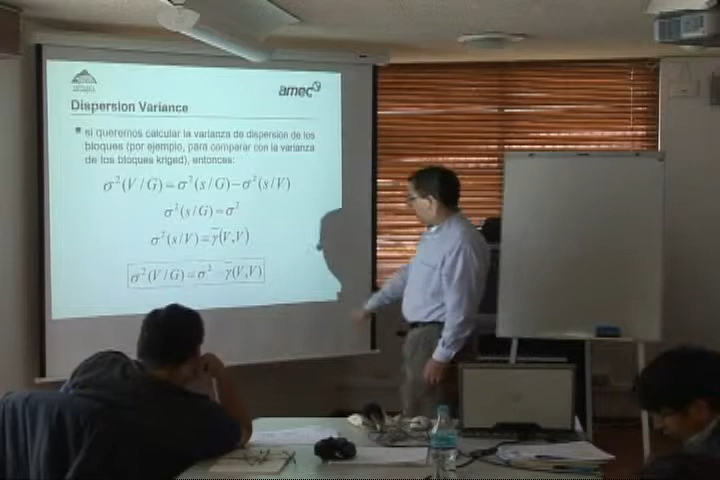 amec
Dispersion Variance
si queremos calcular la varianza de dispersion de los
bloques (por ejemplo, para comparar con la varianza
de los bloques kriged), entonces:
σ²(V/G)=σ²(s/G)−σ²(s/V)
σ²(s/G)=σ²
σ²(s/V)=γ̅(V,V)
σ²(V/G)=σ² γ̅(V,V)